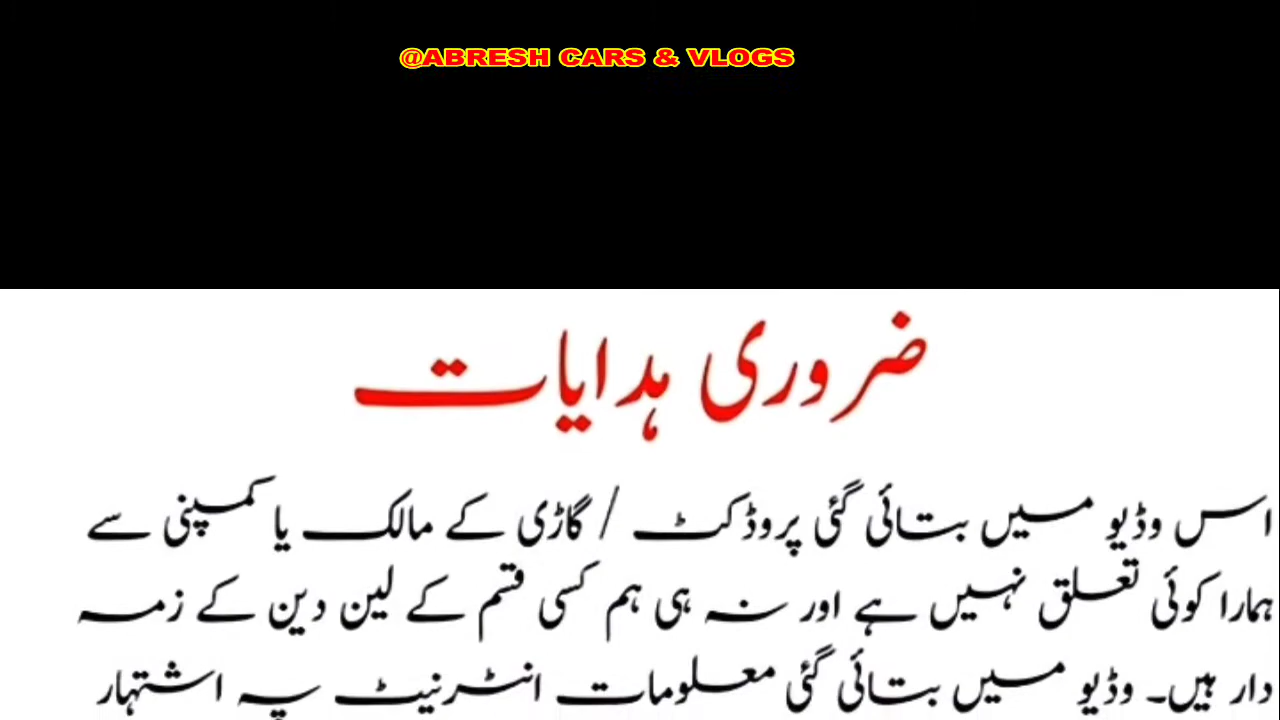 @ABRESH CARS & VLOGS
ضروری ہدایات
اس وڈیو میں بتائی گئی پروڈکٹ / گاڑی کے مالک یا کمپنی سے
ہمارا کوئی تعلق نہیں ہے اور نہ ہی ہم کسی قسم کے لین دین کے زمہ
دار ہیں۔ وڈیو میں بتائی گئی معلومات انٹرنیٹ پہ اشتہار